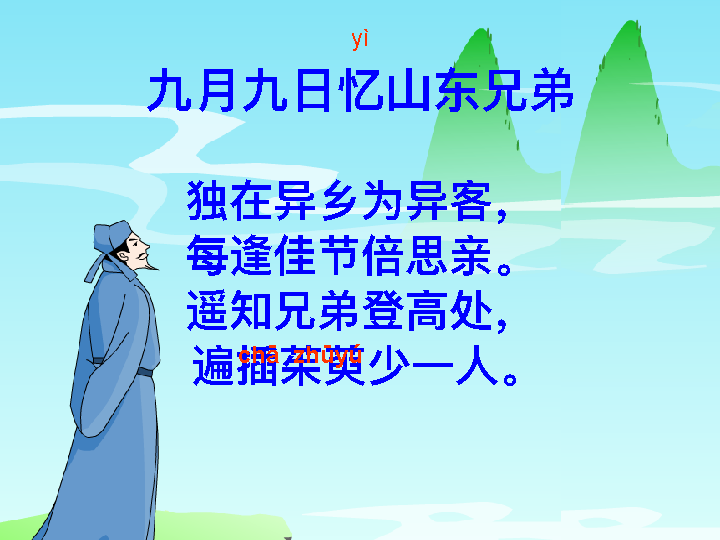 yì
九月九日忆山东兄弟
独在异乡为异客，
每逢佳节倍思亲。
遥知兄弟登高处，
chā zhūyú
遍插茱萸少一人。